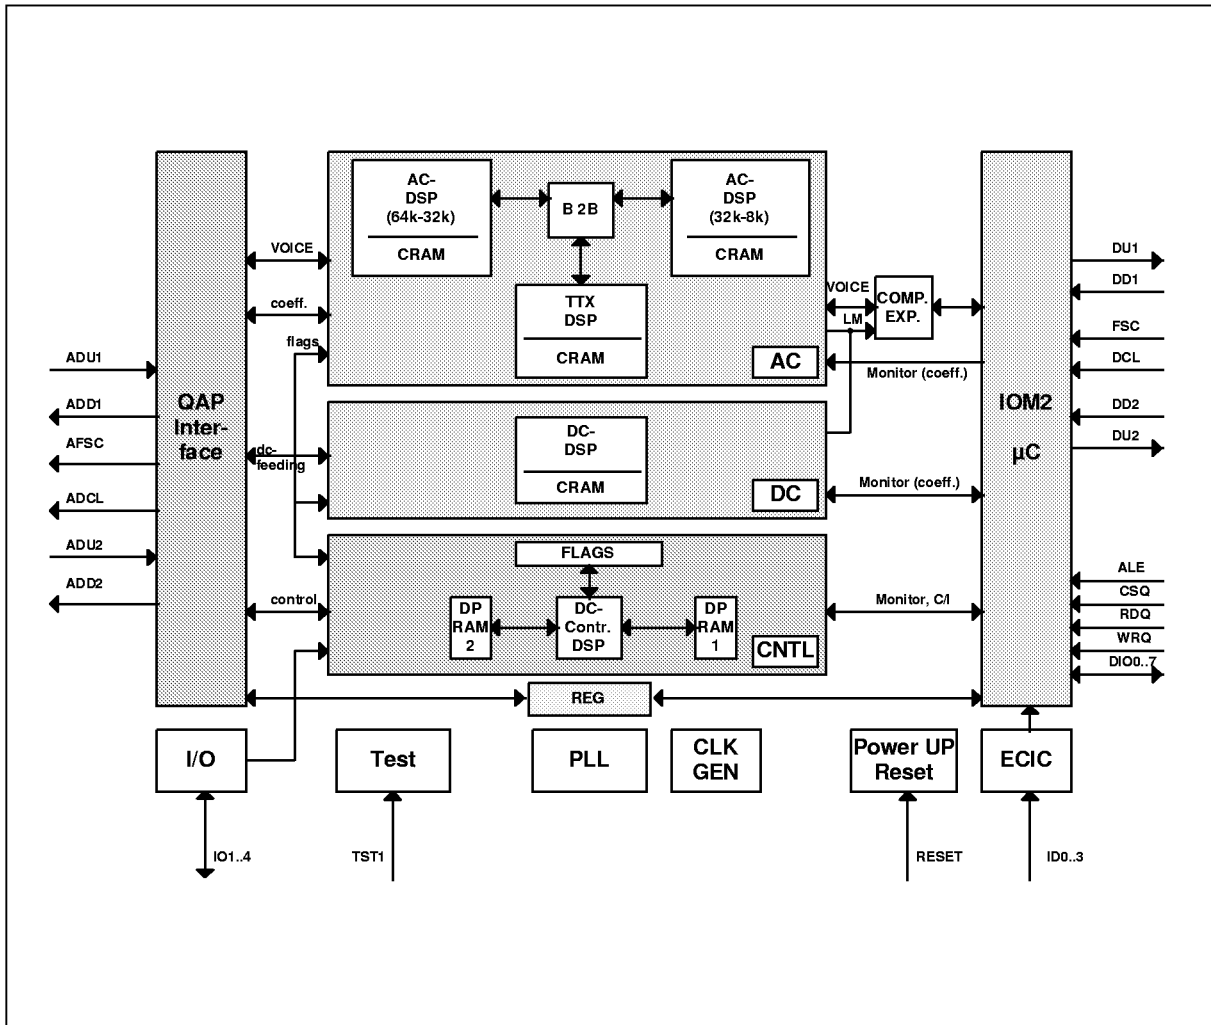 AC-
DSP
(64k-32k)
CRAM
B 2B
AC-
DSP
(32k-8k)
CRAM
TTX
DSP
CRAM
AC
VOICE
coeff.
flags
VOICE
LM
COMP.
EXP.
Monitor (coeff.)
ADU1
ADD1
AFSC
ADCL
ADU2
ADD2
QAP
Inter-
face
dc-
feeding
DC-
DSP
CRAM
DC
Monitor (coeff.)
IOM2
µC
DU1
DD1
FSC
DCL
DD2
DU2
ALE
CSQ
RDQ
WRQ
DIO0..7
control
FLAGS
DP
RAM
2
DC-
Contr.
DSP
DP
RAM
1
CNTL
Monitor, C/I
REG
I/O
Test
PLL
CLK
GEN
Power UP
Reset
ECIC
IO1..4
TST1
RESET
ID0..3